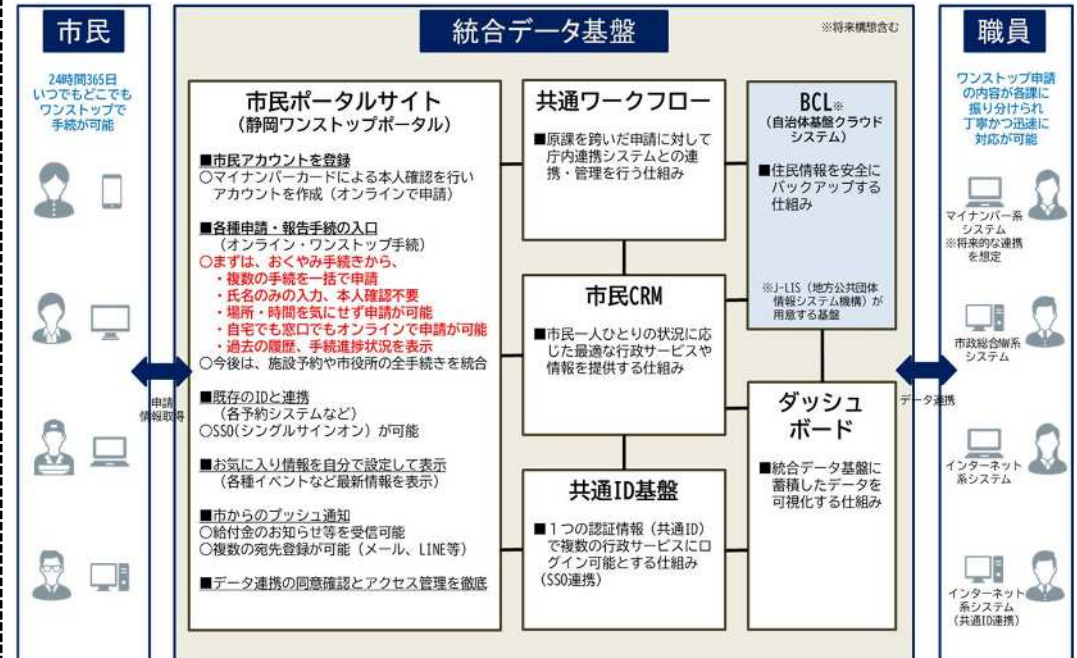 市民
24時間365日
いつでもどこでも
ワンストップで
手続が可能
申請
情報取得
統合データ基盤
※将来構想含む
市民ポータルサイト
（静岡ワンストップポータル）
■市民アカウントを登録
○マイナンバーカードによる本人確認を行い
アカウントを作成（オンラインで申請）
■各種申請・報告手続の入口
（オンライン・ワンストップ手続）
○まずは、おくやみ手続きから、
・複数の手続を一括で申請
・氏名のみの入力、本人確認不要
・場所・時間を気にせず申請が可能
・自宅でも窓口でもオンラインで申請が可能
・過去の履歴、手続進捗状況を表示
○今後は、施設予約や市役所の全手続きを統合
■既存のIDと連携
（各予約システムなど）
○SSO(シングルサインオン）が可能
■お気に入り情報を自分で設定して表示
（各種イベントなど最新情報を表示）
■市からのプッシュ通知
○給付金のお知らせ等を受信可能
○複数の宛先登録が可能（メール、LINE等）
■データ連携の同意確認とアクセス管理を徹底
共通ワークフロー
■原課を跨いだ申請に対して
庁内連携システムとの連
携・管理を行う仕組み
市民CRM
■市民一人ひとりの状況に応
じた最適な行政サービスや
情報を提供する仕組み
共通ID基盤
■１つの認証情報（共通ID）
で複数の行政サービスにロ
グイン可能とする仕組み
(SSO連携）
BCL※
（自治体基盤クラウド
システム）
■住民情報を安全に
バックアップする
仕組み
※J-LIS（地方公共団体
情報システム機構）が
用意する基盤
ダッシュ
ボード
■統合データ基盤に
蓄積したデータを
可視化する仕組み
データ連携
職員
ワンストップ申請
の内容が各課に
振り分けられ
丁寧かつ迅速に
対応が可能
マイナンバー系
システム
※将来的な連携
を想定
市政総合NW系
システム
インターネット
系システム
インターネット
系システム
（共通ID連携）